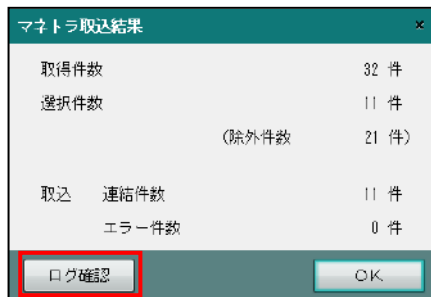 マネトラ取込結果 ×
取得件数 32 件
選択件数 11 件
(除外件数 21 件)
取込 連結件数 11 件
エラー件数 0 件
ログ確認 OK